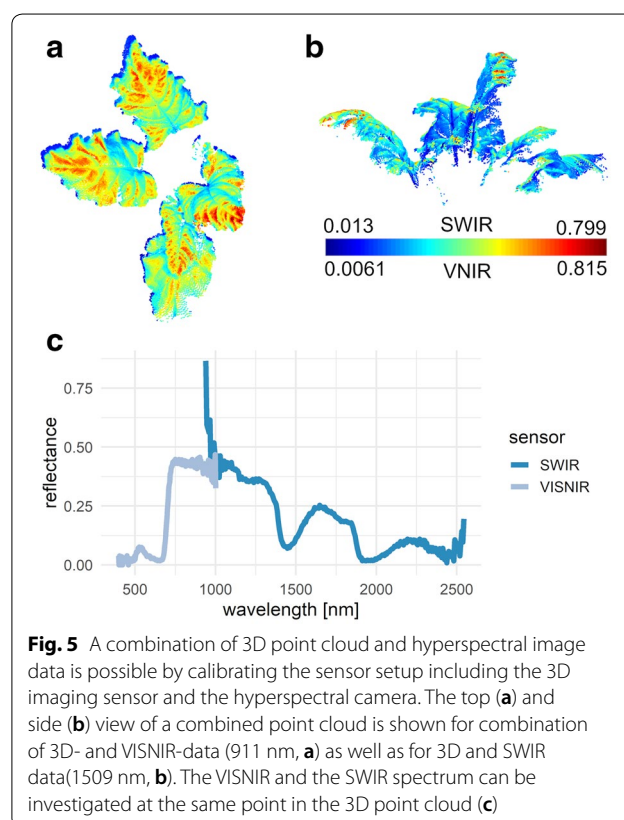 a
b
0.013 SWIR 0.799
0.0061 VNIR 0.815
c
0.75
0.50
0.25
0.00
reflectance
500 1000 1500 2000 2500
wavelength [nm]
sensor
SWIR
VISNIR
Fig. 5 A combination of 3D point cloud and hyperspectral image
data is possible by calibrating the sensor setup including the 3D
imaging sensor and the hyperspectral camera. The top (a) and
side (b) view of a combined point cloud is shown for combination
of 3D- and VISNIR-data (911 nm, a) as well as for 3D and SWIR
data(1509 nm, b). The VISNIR and the SWIR spectrum can be
investigated at the same point in the 3D point cloud (c)